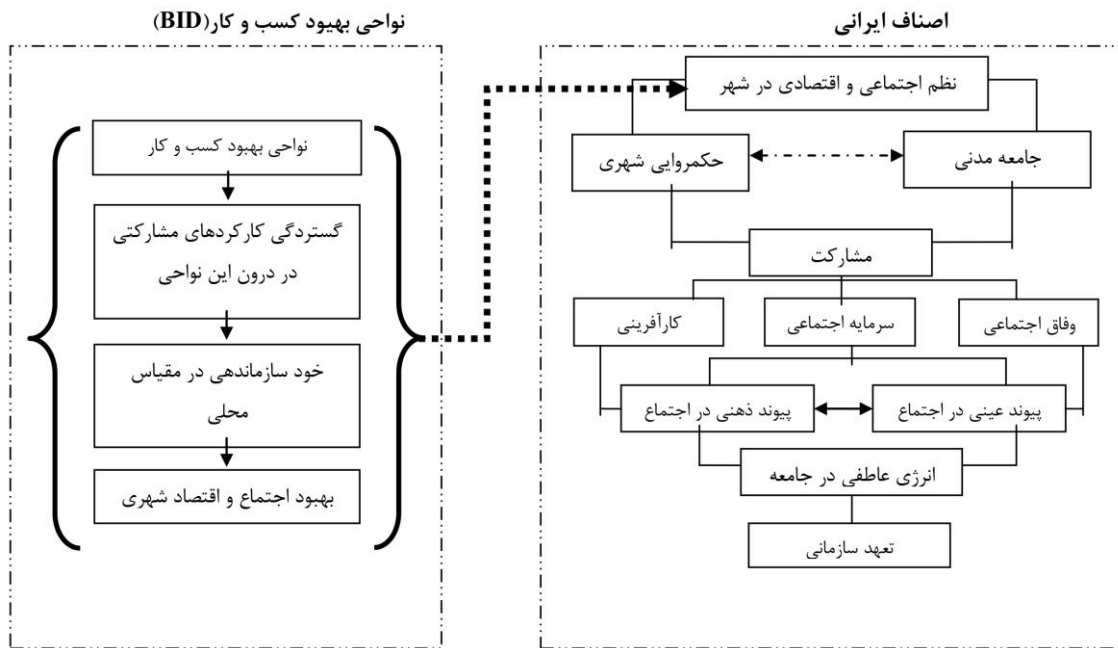 اصناف ایرانی
نظم اجتماعی و اقتصادی در شهر
جامعه مدنی
حکمروایی شهری
مشارکت
وفاق اجتماعی
سرمایه اجتماعی
کارآفرینی
پیوند عینی در اجتماع
پیوند ذهنی در اجتماع
انرژی عاطفی در جامعه
تعهد سازمانی
نواحی بهبود کسب و کار(BID)
نواحی بهبود کسب و کار
گستردگی کارکردهای مشارکتی
در درون این نواحی
خود سازماندهی در مقیاس
محلی
بهبود اجتماع و اقتصاد شهری